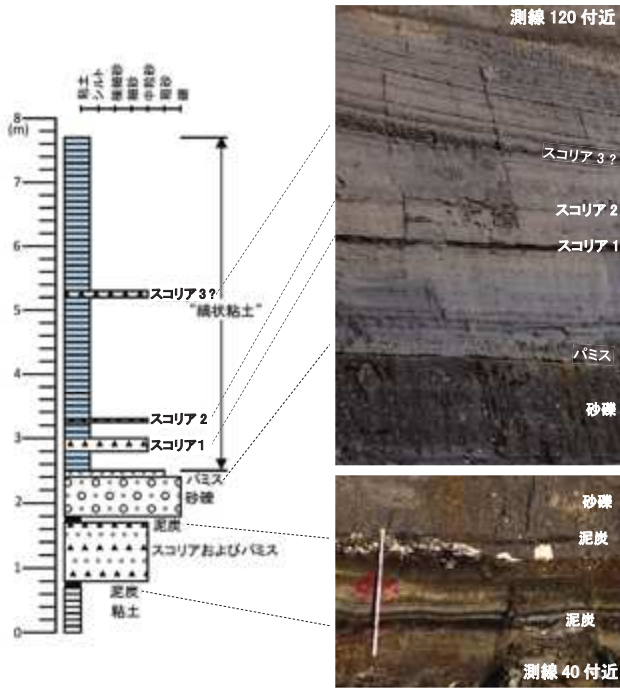 粘土
シルト
極細砂
細砂
中粒砂
粗砂
礫
8
(m)
7
6
5
4
3
2
1
0
スコリア3?
"縞状粘土"
スコリア2
スコリア1
パミス
砂礫
泥炭
スコリアおよびパミス
泥炭
粘土
測線120付近
スコリア3?
スコリア2
スコリア1
パミス
砂礫
砂礫
泥炭
泥炭
測線40付近